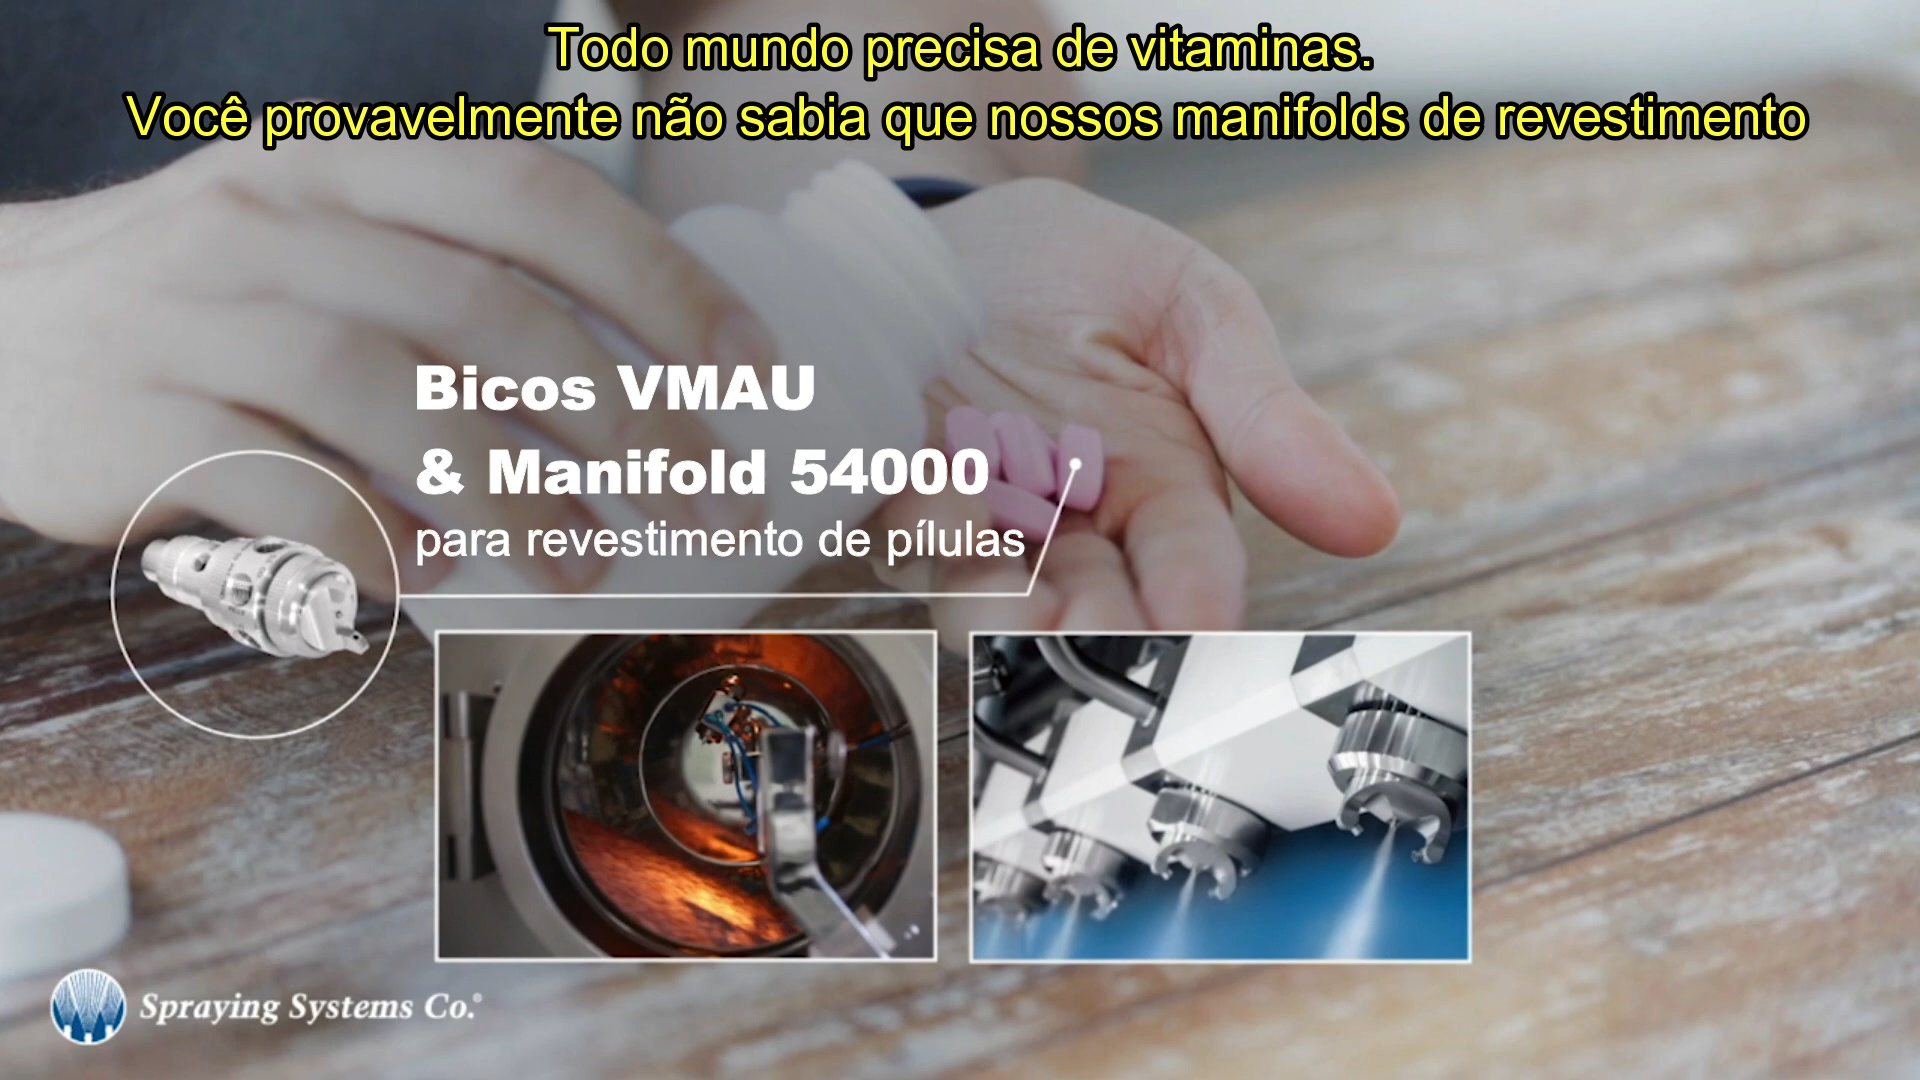 Todo mundo precisa de vitaminas.
Você provavelmente não sabia que nossos manifolds de revestimento
Bicos VMAU
& Manifold 54000
para revestimento de pílulas
Spraying Systems Co.®